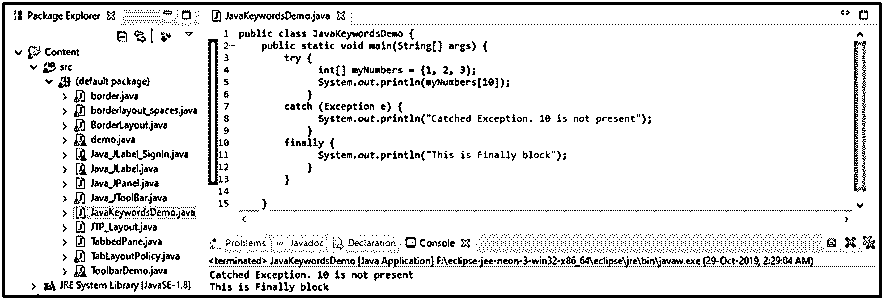 Package Explorer
Content
src
(default package)
border.java
borderlayout_spaces.java
BorderLayout.java
demo.java
Java_JLabel_SignIn.java
Java_JLabel.java
Java_JPanel.java
Java_JToolBar.java
JavaKeywordsDemo.java
JTP_Layout.java
TabbedPane.java
TabLayoutPolicy.java
ToolbarDemo.java
JRE System Library [JavaSE-1.8]
JavaKeywordsDemo.java
1 public class JavaKeywordsDemo {
2 public static void main(String[] args) {
3 try {
4 int[] myNumbers = {1, 2, 3};
5 System.out.println(myNumbers[10]);
6 }
7 catch (Exception e) {
8 System.out.println("Catched Exception. 10 is not present");
9 }
10 finally {
11 System.out.println("This is Finally block");
12 }
13 }
14
15 }
Problems Javadoc Declaration Console
<terminated> JavaKeywordsDemo [Java Application] F:\eclipse-jee-neon-3-win32-x86_64\eclipse\jre\bin\javaw.exe (29-Oct-2019, 2:29:04 AM)
Catched Exception. 10 is not present
This is Finally block